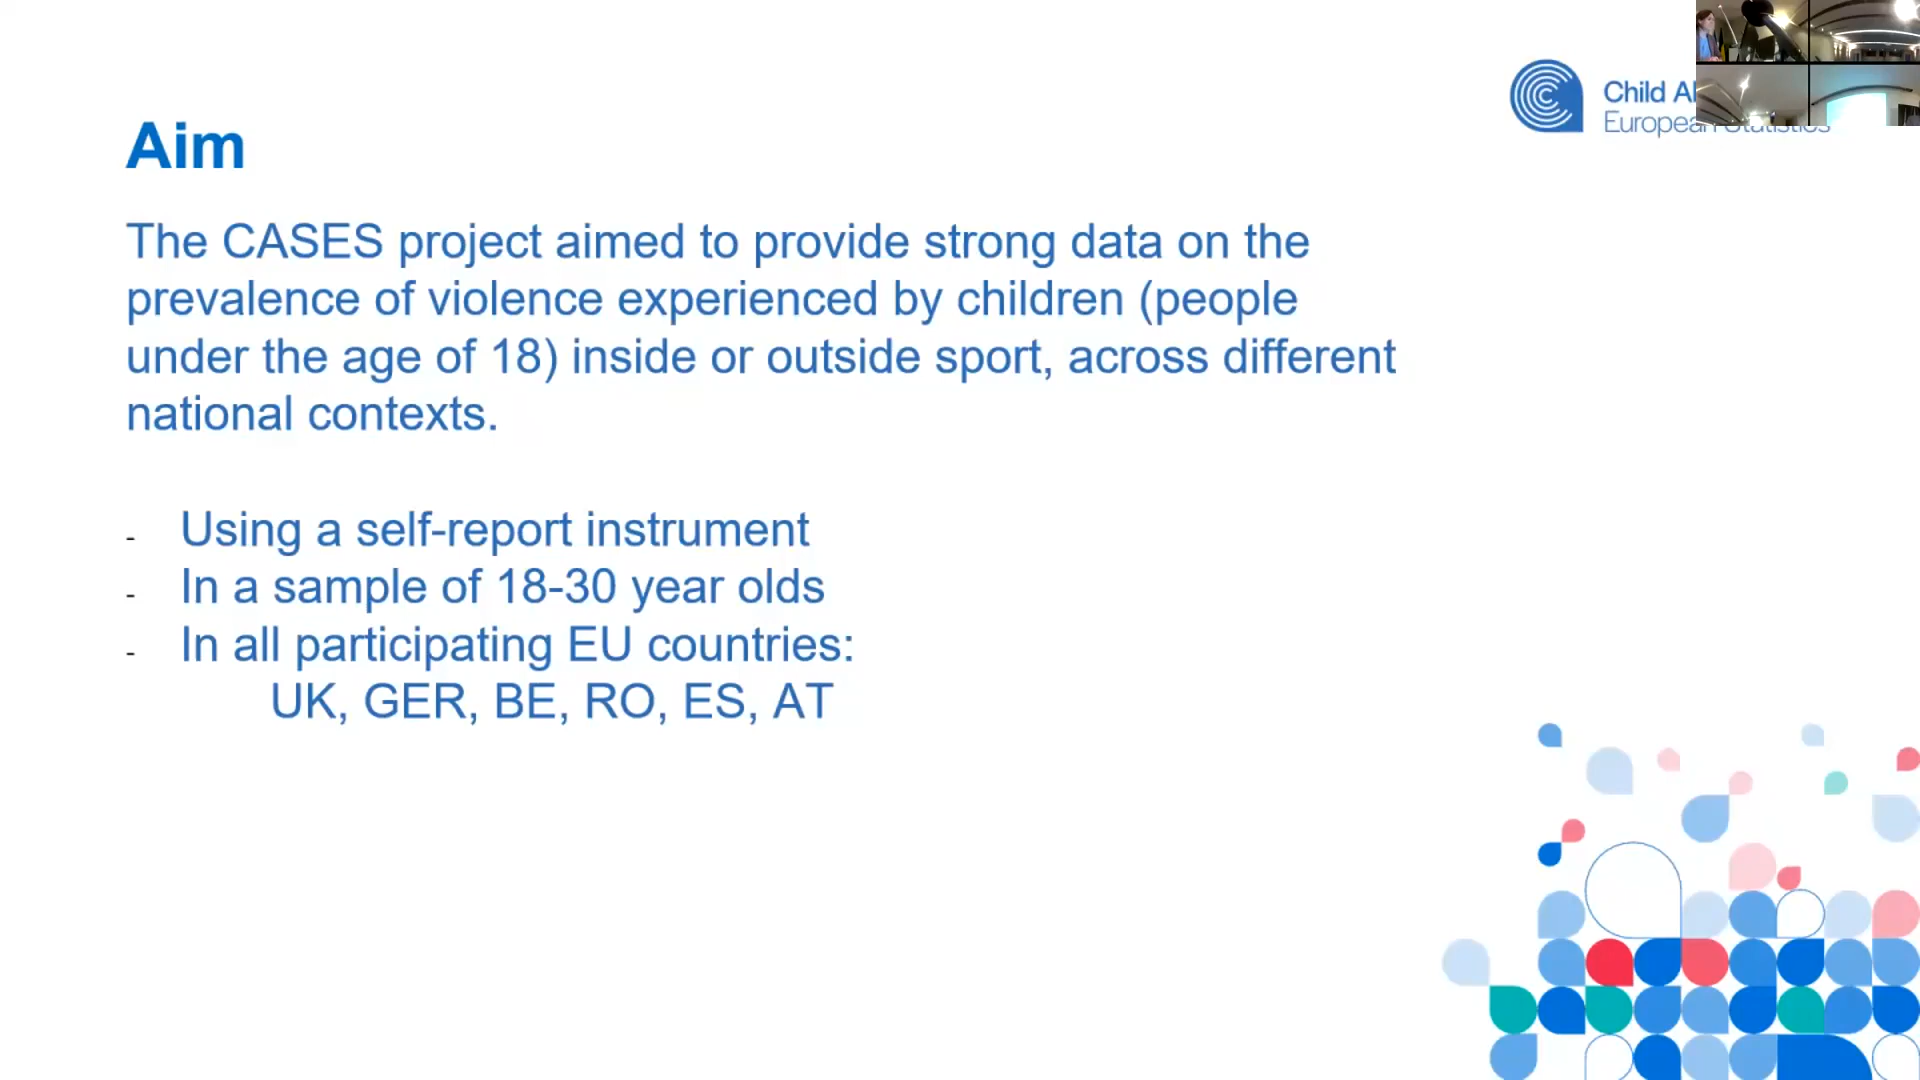 Child
European Statistics
Aim
The CASES project aimed to provide strong data on the
prevalence of violence experienced by children (people
under the age of 18) inside or outside sport, across different
national contexts.
- Using a self-report instrument
- In a sample of 18-30 year olds
- In all participating EU countries:
UK, GER, BE, RO, ES, AT